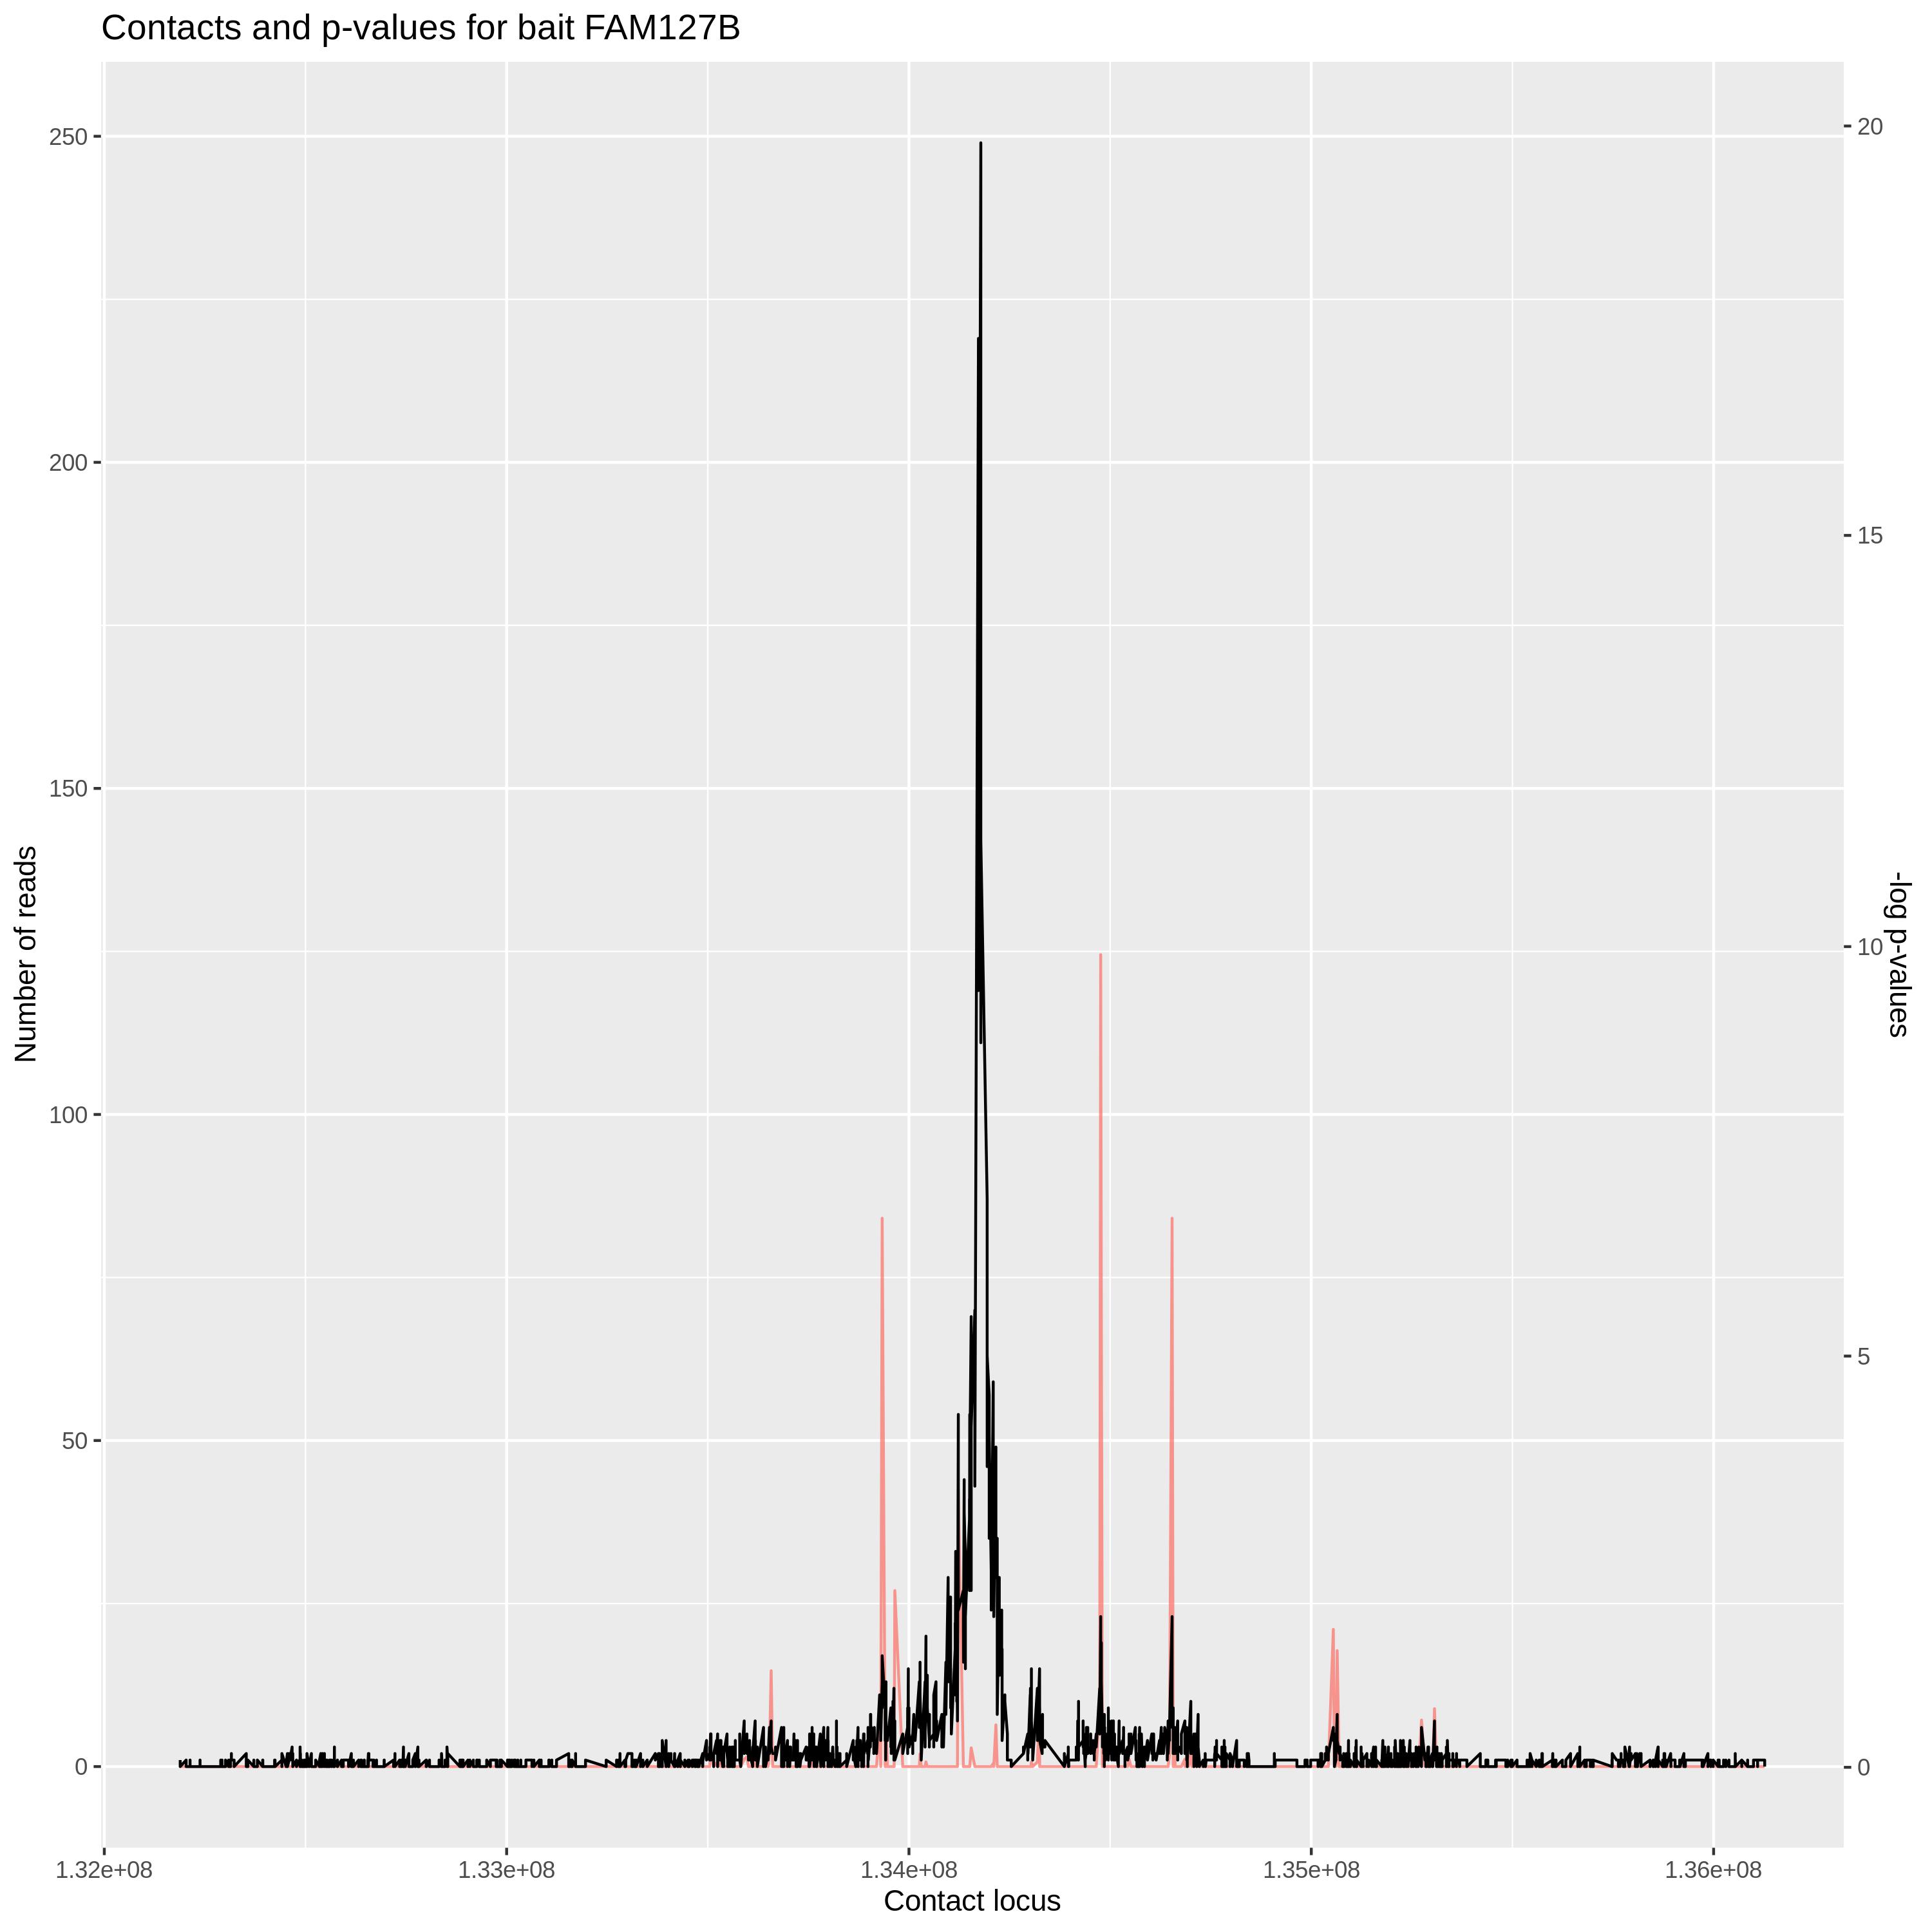 Contacts and p-values for bait FAM127B
250
200
150
100
50
0
Number of reads
20
15
10
5
0
-log p-values
1.32e+08
1.33e+08
1.34e+08
1.35e+08
1.36e+08
Contact locus